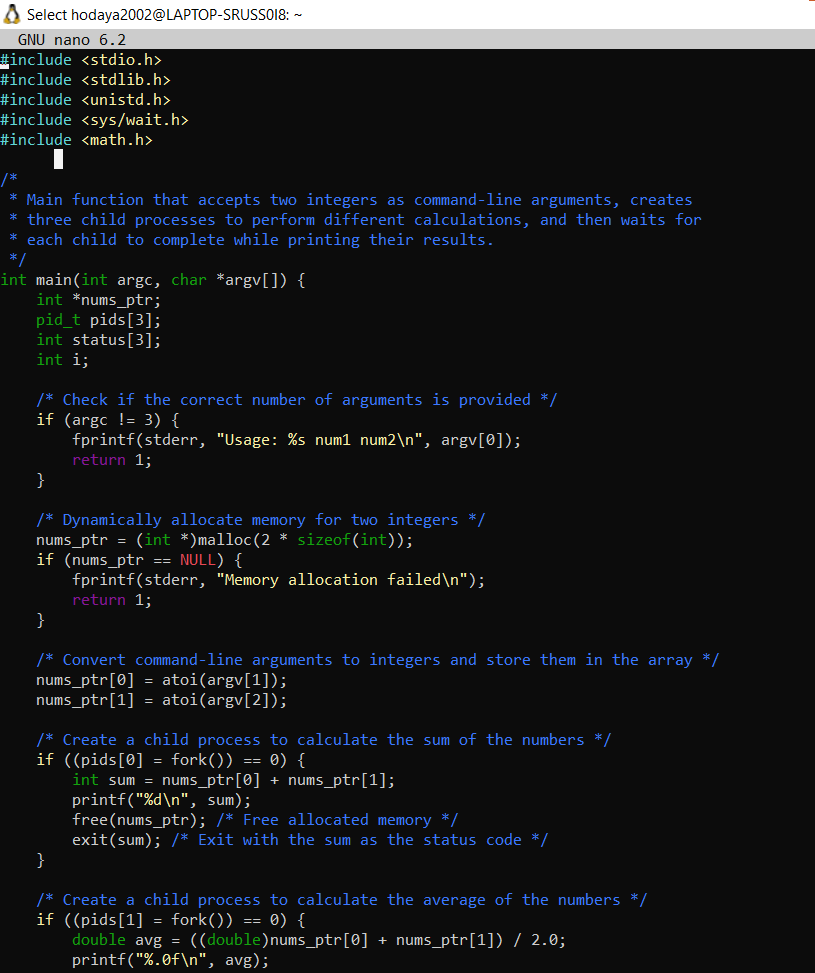 Select hodaya2002@LAPTOP-SRUSS0I8: ~
GNU nano 6.2
#include <stdio.h>
#include <stdlib.h>
#include <unistd.h>
#include <sys/wait.h>
#include <math.h>
/*
 * Main function that accepts two integers as command-line arguments, creates
 * three child processes to perform different calculations, and then waits for
 * each child to complete while printing their results.
 */
int main(int argc, char *argv[]) {
    int *nums_ptr;
    pid_t pids[3];
    int status[3];
    int i;

    /* Check if the correct number of arguments is provided */
    if (argc != 3) {
        fprintf(stderr, "Usage: %s num1 num2\n", argv[0]);
        return 1;
    }

    /* Dynamically allocate memory for two integers */
    nums_ptr = (int *)malloc(2 * sizeof(int));
    if (nums_ptr == NULL) {
        fprintf(stderr, "Memory allocation failed\n");
        return 1;
    }

    /* Convert command-line arguments to integers and store them in the array */
    nums_ptr[0] = atoi(argv[1]);
    nums_ptr[1] = atoi(argv[2]);

    /* Create a child process to calculate the sum of the numbers */
    if ((pids[0] = fork()) == 0) {
        int sum = nums_ptr[0] + nums_ptr[1];
        printf("%d\n", sum);
        free(nums_ptr); /* Free allocated memory */
        exit(sum); /* Exit with the sum as the status code */
    }

    /* Create a child process to calculate the average of the numbers */
    if ((pids[1] = fork()) == 0) {
        double avg = ((double)nums_ptr[0] + nums_ptr[1]) / 2.0;
        printf("%.0f\n", avg);